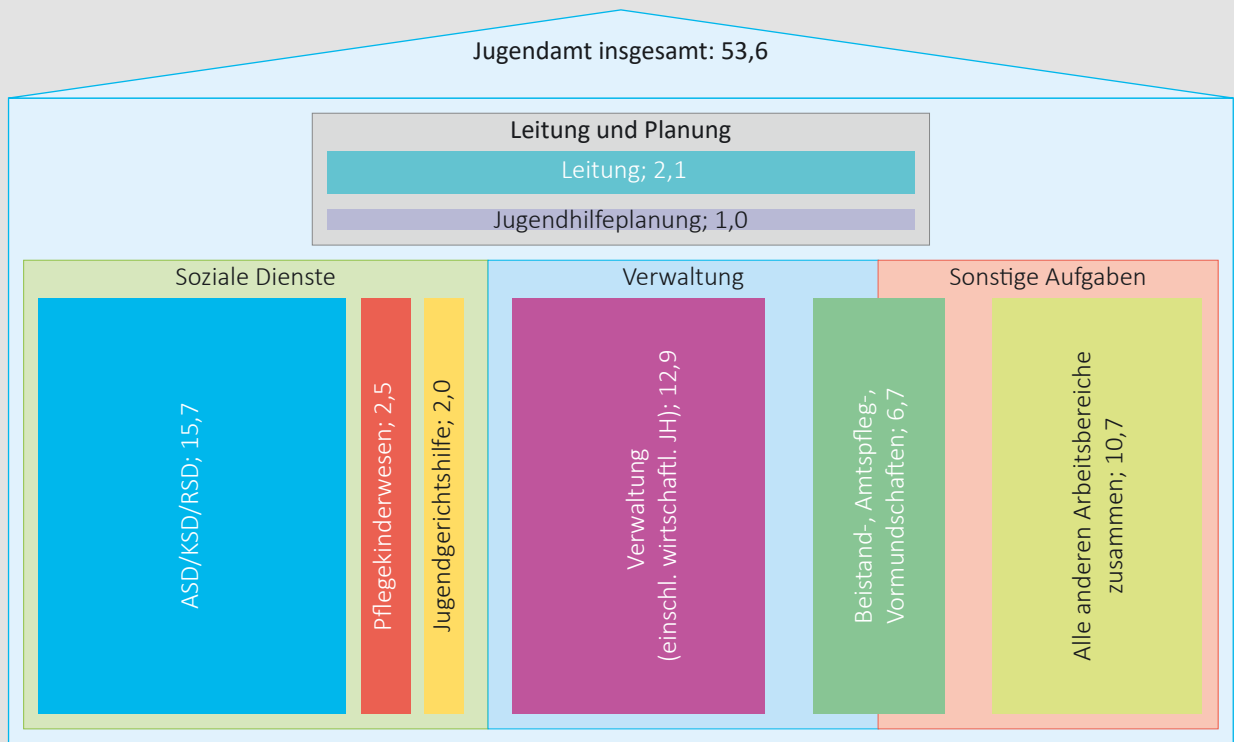 Jugendamt insgesamt: 53,6
Leitung und Planung
Leitung; 2,1
Jugendhilfeplanung; 1,0
Soziale Dienste
ASD/KSD/RSD; 15,7
Pflegekinderwesen; 2,5
Jugendgerichtshilfe; 2,0
Verwaltung
Verwaltung
(einschl. wirtschaftl. JH); 12,9
Beistand-, Amtspfleg-,
Vormundschaften; 6,7
Sonstige Aufgaben
Alle anderen Arbeitsbereiche
zusammen; 10,7